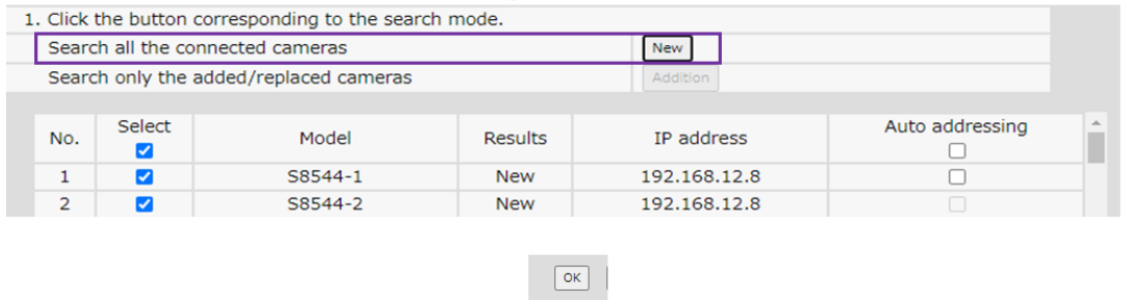 1. Click the button corresponding to the search mode.
Search all the connected cameras New
Search only the added/replaced cameras Addition
No. Select Model Results IP address Auto addressing
1 S8544-1 New 192.168.12.8
2 S8544-2 New 192.168.12.8
OK